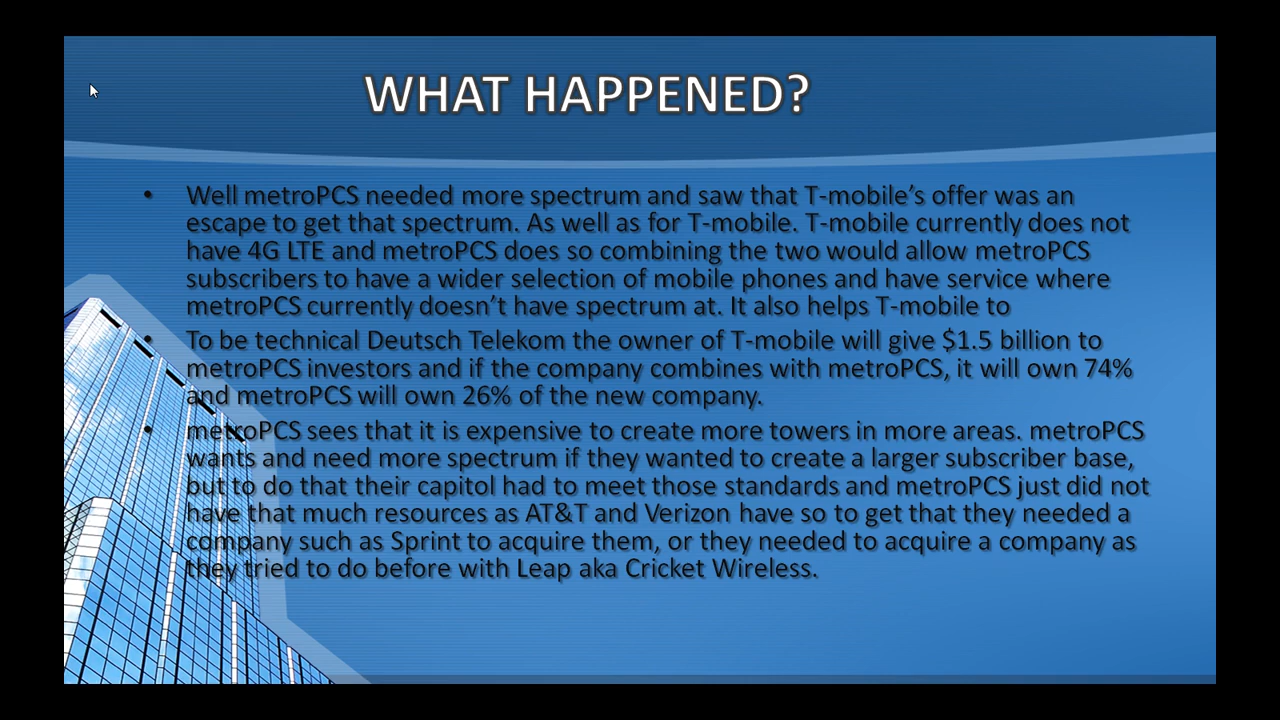 WHAT HAPPENED?
• Well metroPCS needed more spectrum and saw that T-mobile’s offer was an
escape to get that spectrum. As well as for T-mobile. T-mobile currently does not
have 4G LTE and metroPCS does so combining the two would allow metroPCS
subscribers to have a wider selection of mobile phones and have service where
metroPCS currently doesn’t have spectrum at. It also helps T-mobile to
• To be technical Deutsch Telekom the owner of T-mobile will give $1.5 billion to
metroPCS investors and if the company combines with metroPCS, it will own 74%
and metroPCS will own 26% of the new company.
• metroPCS sees that it is expensive to create more towers in more areas. metroPCS
wants and need more spectrum if they wanted to create a larger subscriber base,
but to do that their capitol had to meet those standards and metroPCS just did not
have that much resources as AT&T and Verizon have so to get that they needed a
company such as Sprint to acquire them, or they needed to acquire a company as
they tried to do before with Leap aka Cricket Wireless.